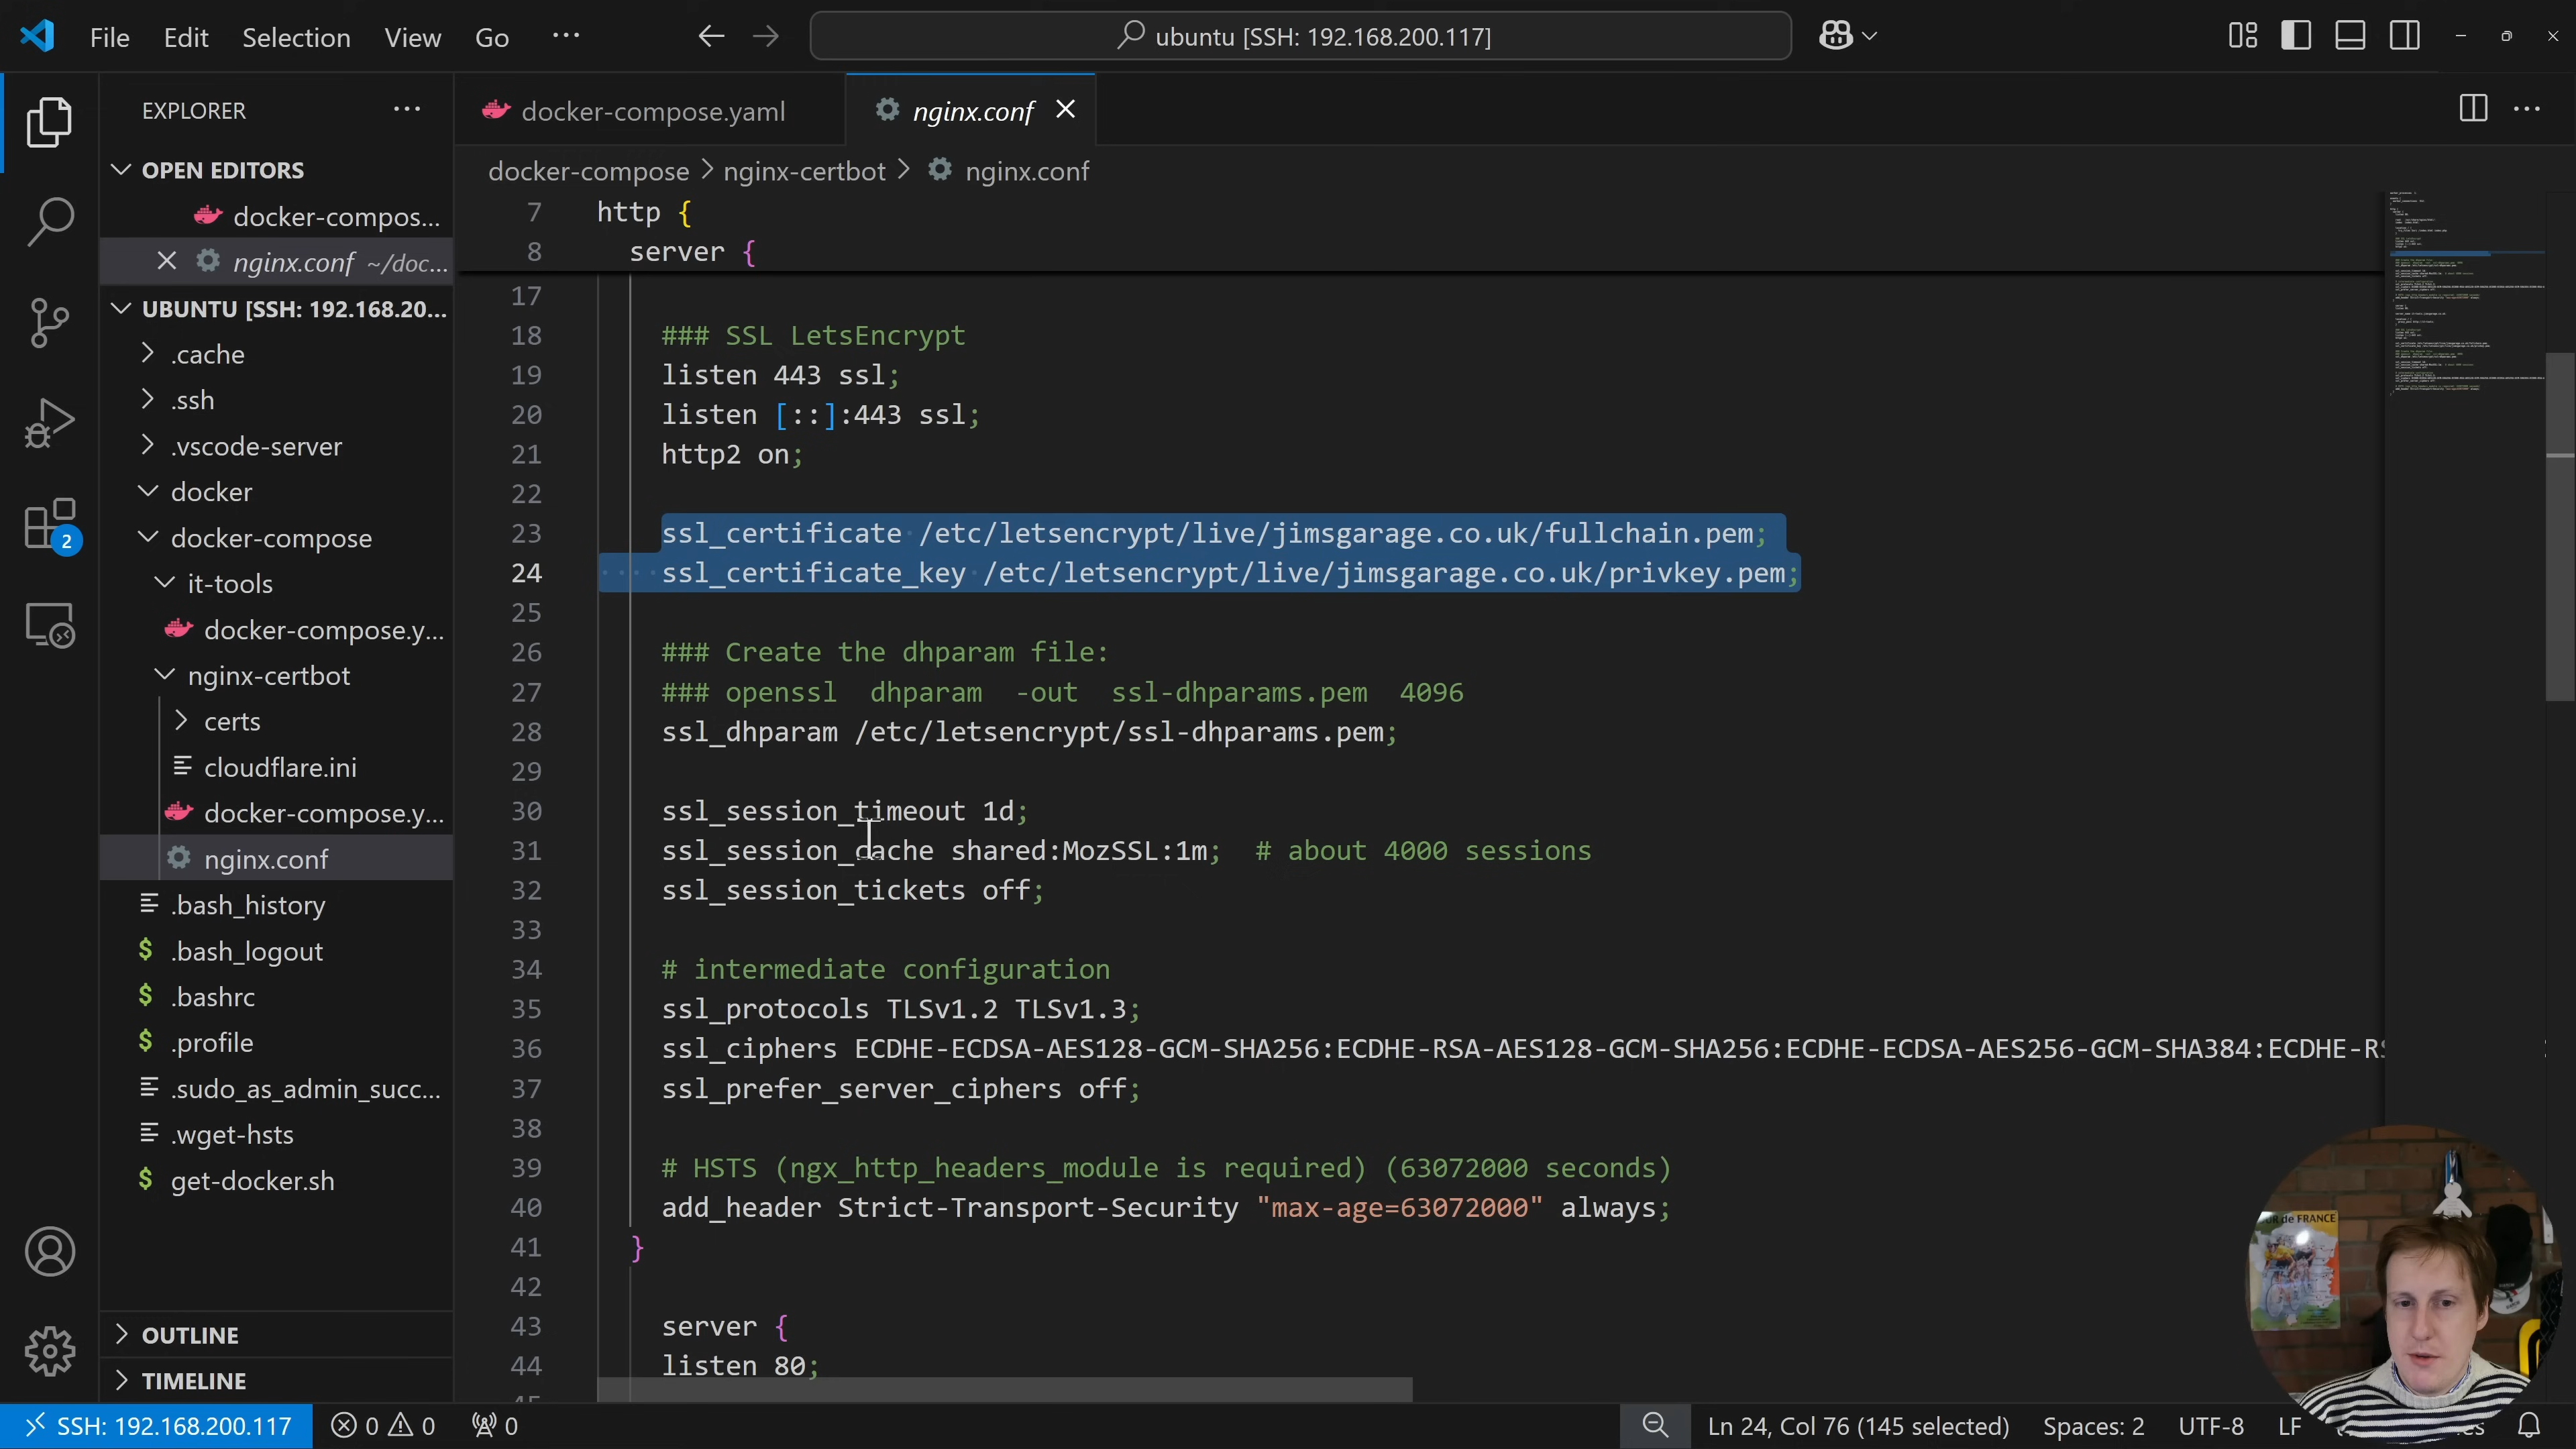 File Edit Selection View Go ···
ubuntu [SSH: 192.168.200.117]
EXPLORER
OPEN EDITORS
docker-compos...
nginx.conf ~/doc...
UBUNTU [SSH: 192.168.20...
.cache
.ssh
.vscode-server
docker
docker-compose
it-tools
docker-compose.y...
nginx-certbot
certs
cloudflare.ini
docker-compose.y...
nginx.conf
.bash_history
.bash_logout
.bashrc
.profile
.sudo_as_admin_succ...
.wget-hsts
get-docker.sh
OUTLINE
TIMELINE
2
docker-compose.yaml
nginx.conf
docker-compose > nginx-certbot > nginx.conf
7 http {
8 server {
17
18 ### SSL LetsEncrypt
19 listen 443 ssl;
20 listen [::]:443 ssl;
21 http2 on;
22
23 ssl_certificate /etc/letsencrypt/live/jimsgarage.co.uk/fullchain.pem;
24 ssl_certificate_key /etc/letsencrypt/live/jimsgarage.co.uk/privkey.pem;
25
26 ### Create the dhparam file:
27 ### openssl dhparam -out ssl-dhparams.pem 4096
28 ssl_dhparam /etc/letsencrypt/ssl-dhparams.pem;
29
30 ssl_session_timeout 1d;
31 ssl_session_cache shared:MozSSL:1m; # about 4000 sessions
32 ssl_session_tickets off;
33
34 # intermediate configuration
35 ssl_protocols TLSv1.2 TLSv1.3;
36 ssl_ciphers ECDHE-ECDSA-AES128-GCM-SHA256:ECDHE-RSA-AES128-GCM-SHA256:ECDHE-ECDSA-AES256-GCM-SHA384:ECDHE-RS
37 ssl_prefer_server_ciphers off;
38
39 # HSTS (ngx_http_headers_module is required) (63072000 seconds)
40 add_header Strict-Transport-Security "max-age=63072000" always;
41 }
42
43 server {
44 listen 80;
DE FRANCE
SSH: 192.168.200.117 0 0 0 Ln 24, Col 76 (145 selected) Spaces: 2 UTF-8 LF